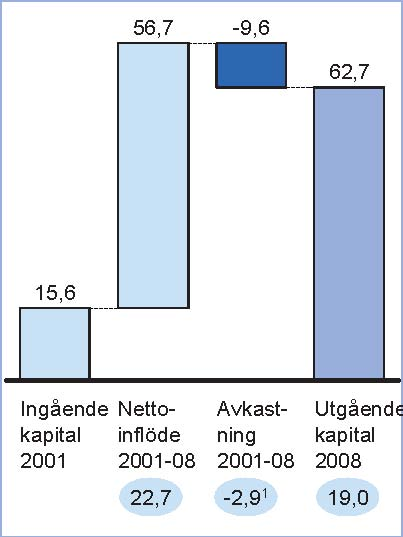 56,7
-9,6
62,7
15,6
Ingående
kapital
2001
Netto-
inflöde
2001-08
Avkast-
ning
2001-08
Utgående
kapital
2008
22,7
-2,9¹
19,0